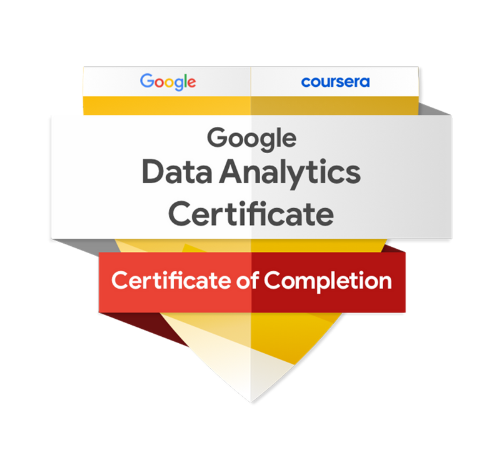 Google coursera
Google
Data Analytics
Certificate
Certificate of Completion